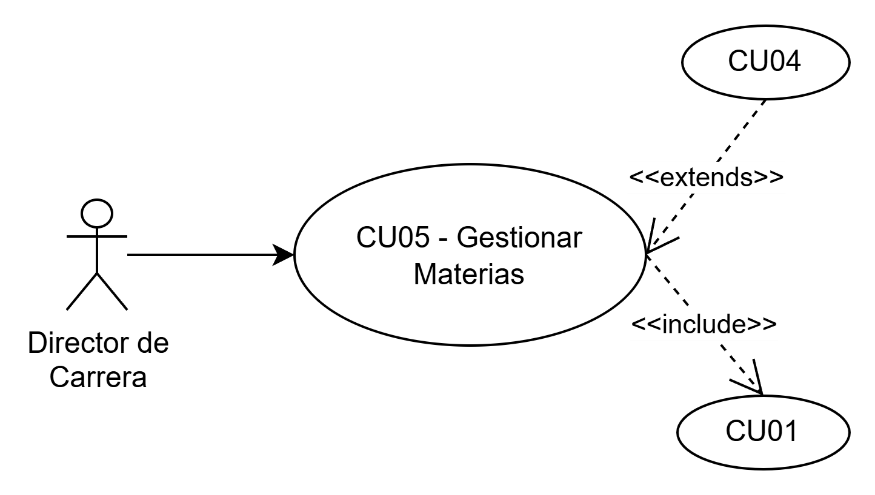 CU04
<<extends>>
CU05 - Gestionar
Materias
<<include>>
Director de
Carrera
CU01